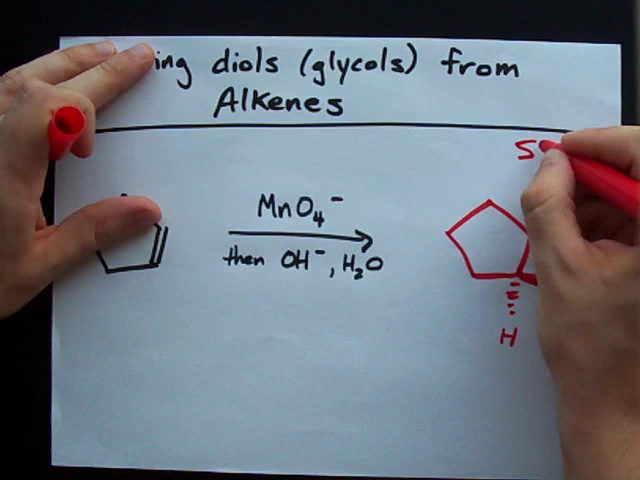 ing diols (glycols) from
Alkenes
S
MnO₄⁻
then OH⁻, H₂O
H